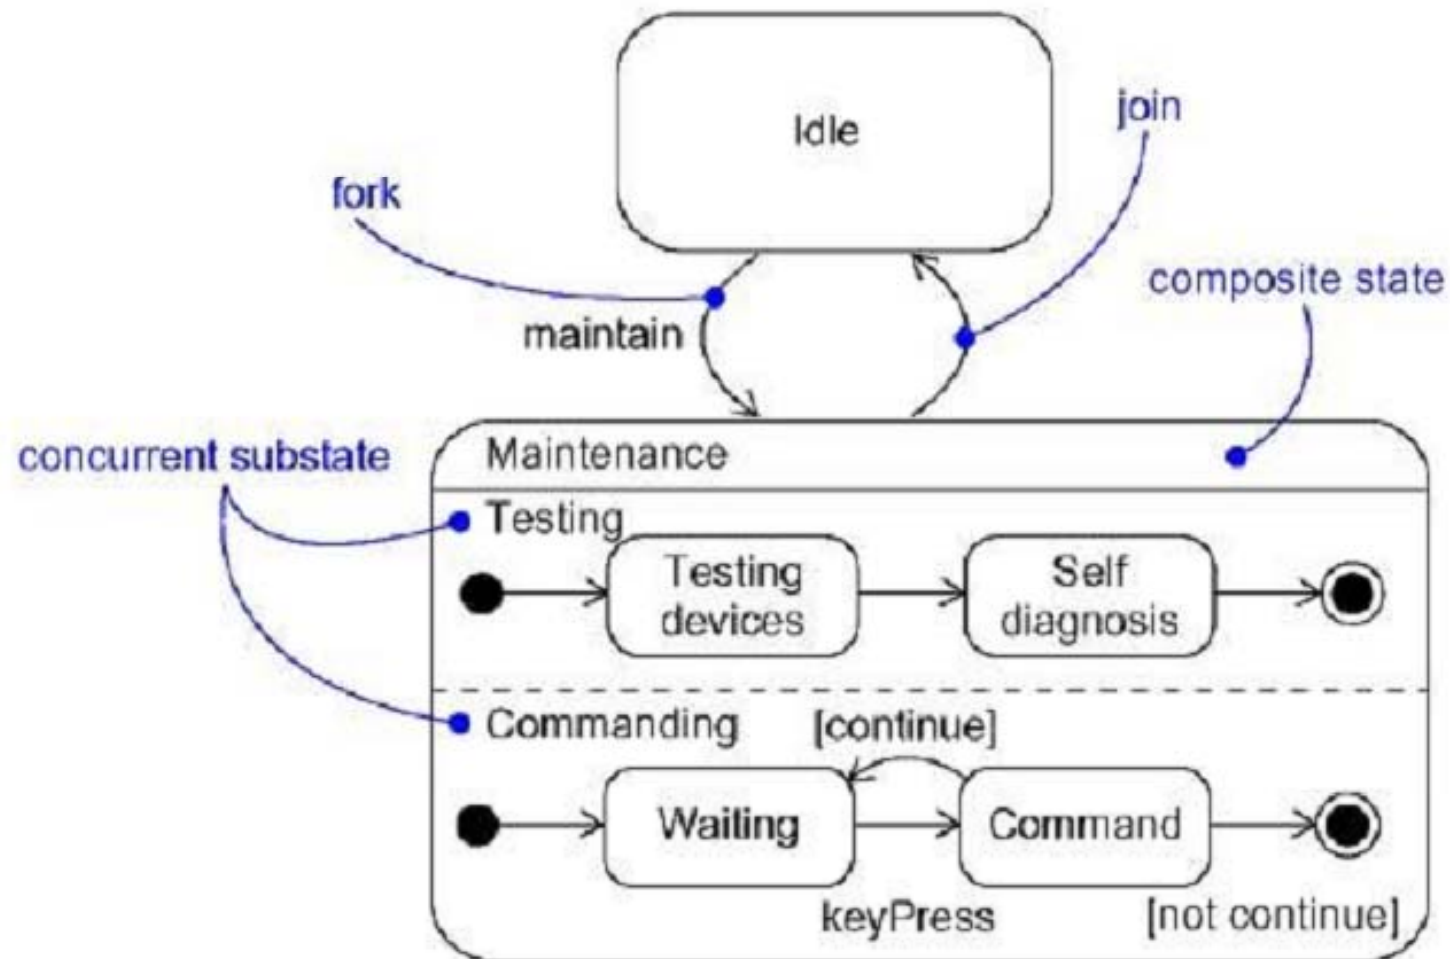 Idle
join
fork
composite state
maintain
concurrent substate
Maintenance
Testing
Testing
devices
Self
diagnosis
Commanding
[continue]
Waiting
Command
keyPress
[not continue]